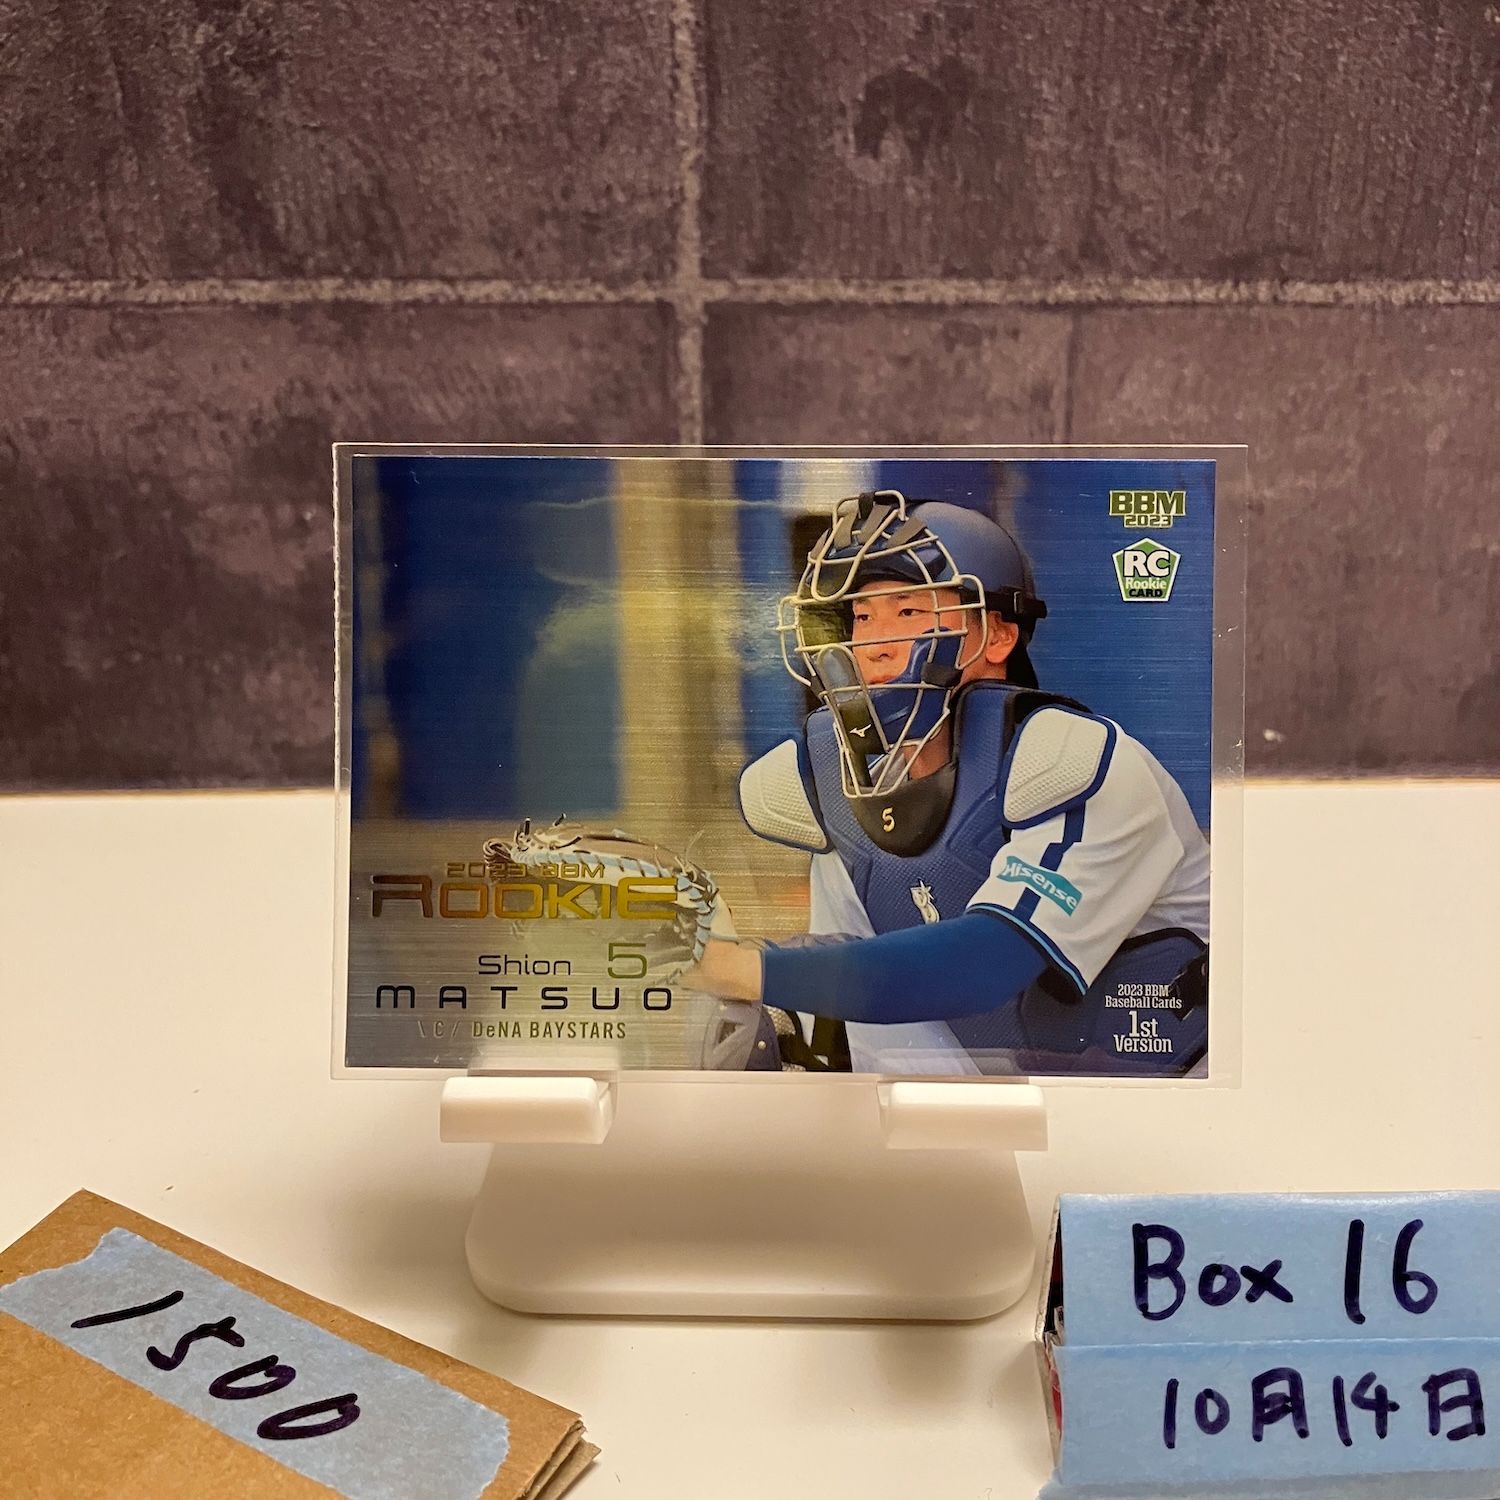 BBM
2023
RC
Rookie
CARD
5
Hisense
2023 BBM
ROOKIE
Shion 5
MATSUO
\ C / DeNA BAYSTARS
2023 BBM
Baseball Cards
1st
Version
1500
Box 16
10月14日